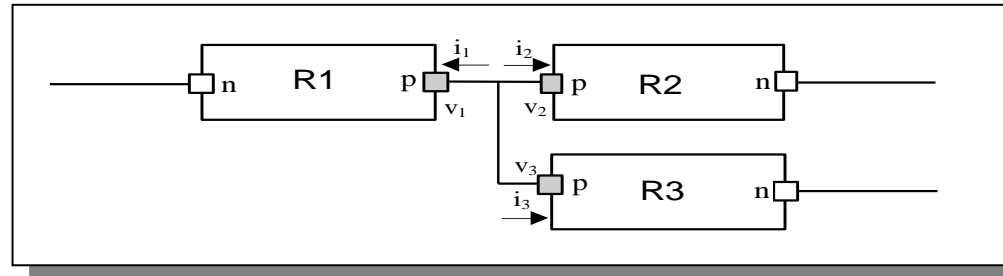 i₁ i₂
n R1 p p R2 n
v₁ v₂
v₃
p R3 n
i₃